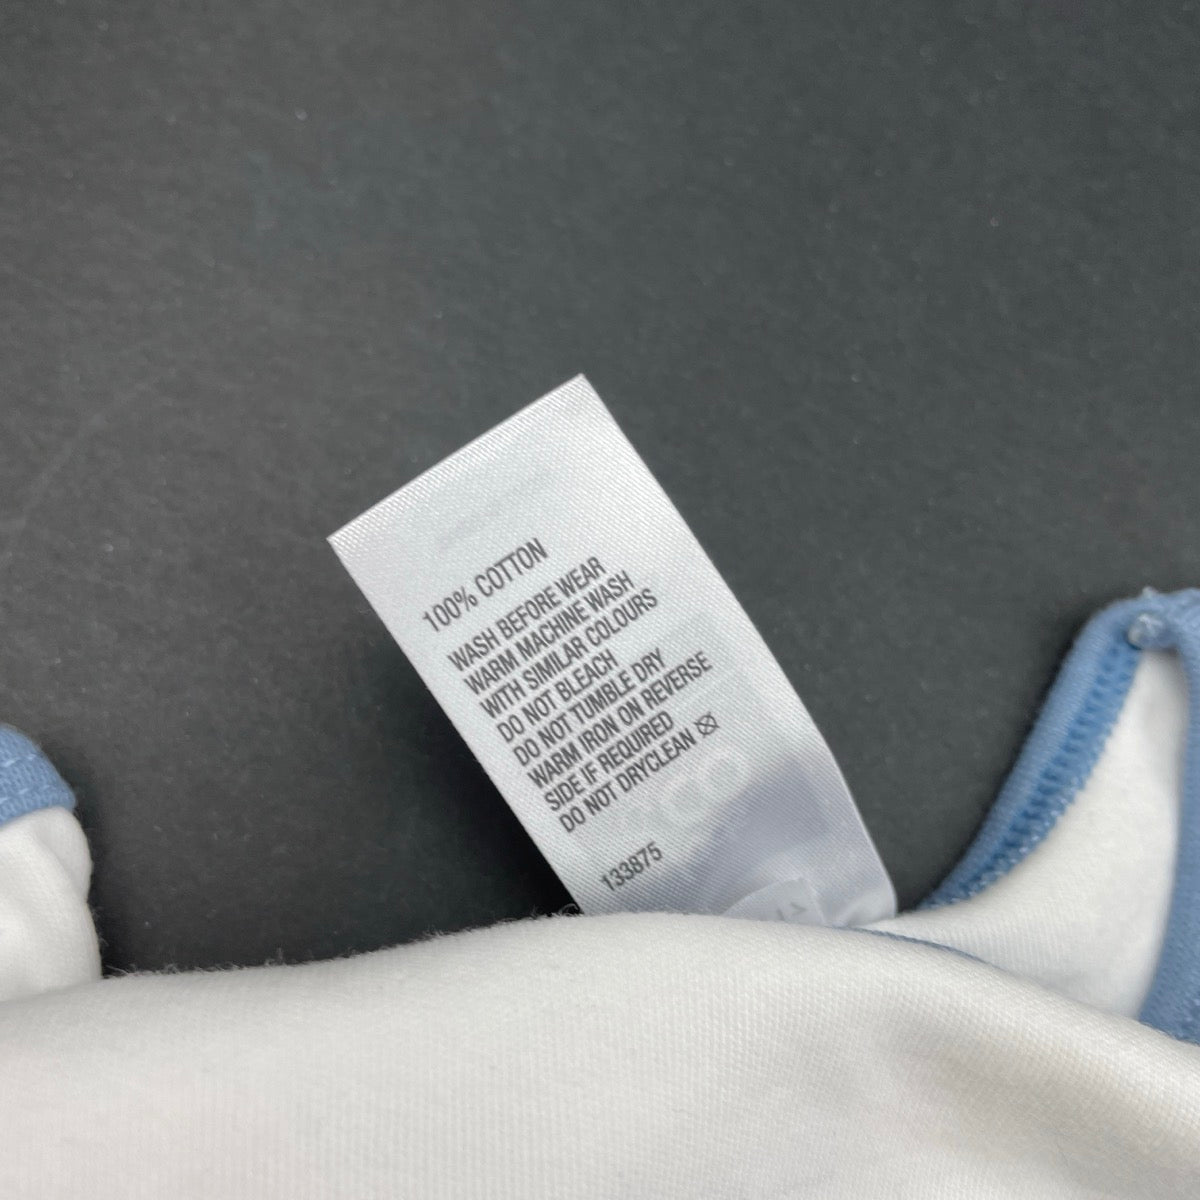 100% COTTON
WASH BEFORE WEAR
WARM MACHINE WASH
WITH SIMILAR COLOURS
DO NOT BLEACH
DO NOT TUMBLE DRY
WARM IRON ON REVERSE
SIDE IF REQUIRED
DO NOT DRYCLEAN
133875